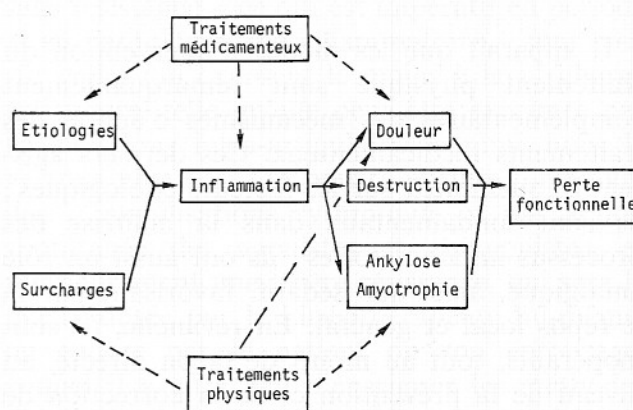 Traitements
médicamenteux
Etiologies
Douleur
Inflammation
Destruction
Perte
fonctionnelle
Surcharges
Ankylose
Amyotrophie
Traitements
physiques